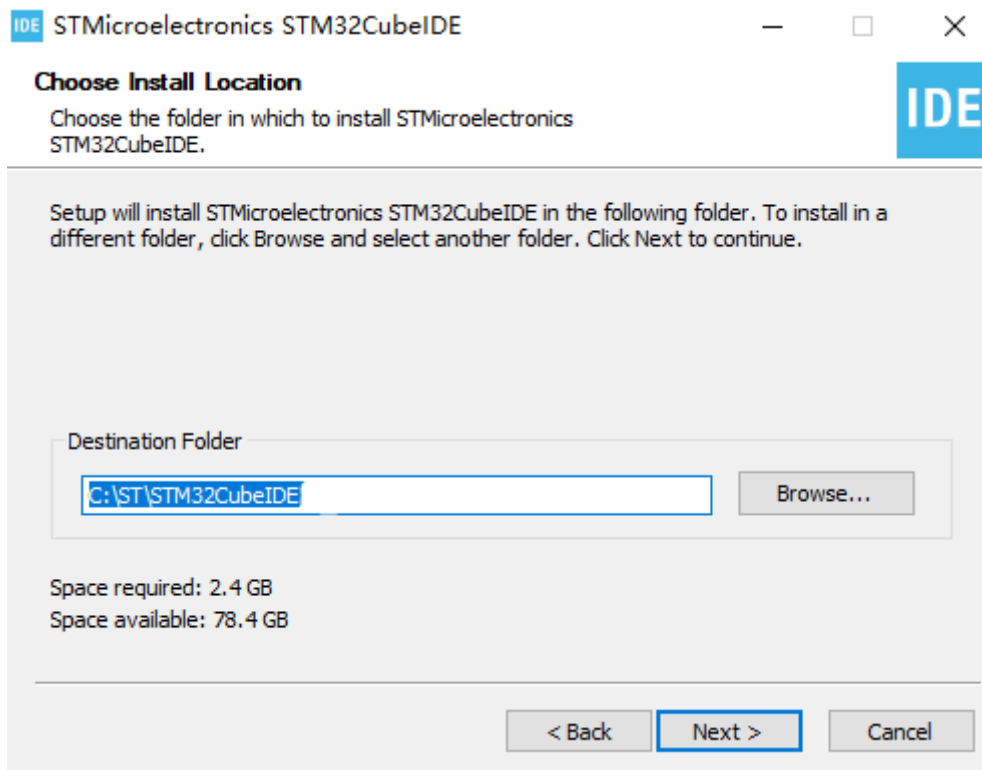 IDE STMicroelectronics STM32CubeIDE
Choose Install Location
Choose the folder in which to install STMicroelectronics
STM32CubeIDE.
IDE
Setup will install STMicroelectronics STM32CubeIDE in the following folder. To install in a
different folder, click Browse and select another folder. Click Next to continue.
Destination Folder
C:\ST\STM32CubeIDE
Browse...
Space required: 2.4 GB
Space available: 78.4 GB
< Back
Next >
Cancel